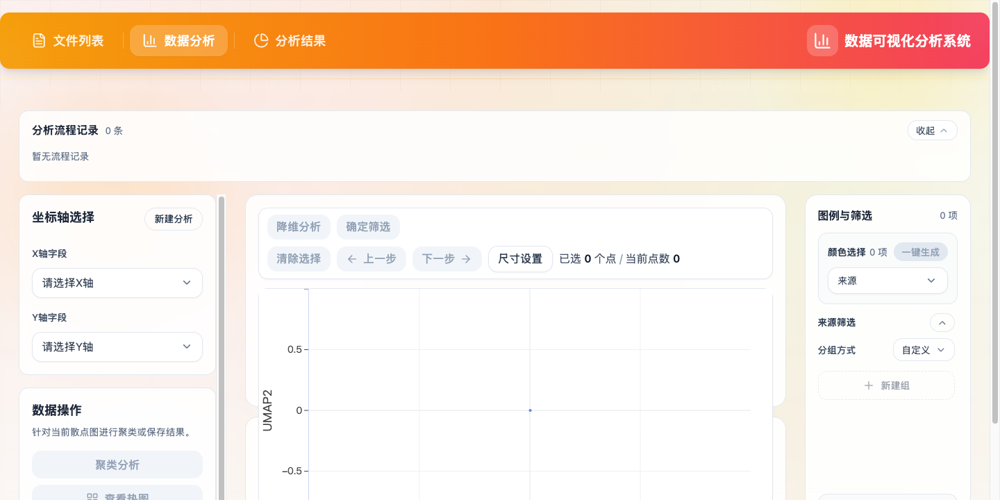 文件列表
数据分析
分析结果
数据可视化分析系统
分析流程记录 0 条
收起
暂无流程记录
坐标轴选择
新建分析
X轴字段
请选择X轴
Y轴字段
请选择Y轴
数据操作
针对当前散点图进行聚类或保存结果。
聚类分析
查看热图
降维分析
确定筛选
清除选择
上一步
下一步
尺寸设置
已选 0 个点 / 当前点数 0
0.5
0
−0.5
UMAP2
图例与筛选
0 项
颜色选择 0 项
一键生成
来源
来源筛选
分组方式
自定义
新建组